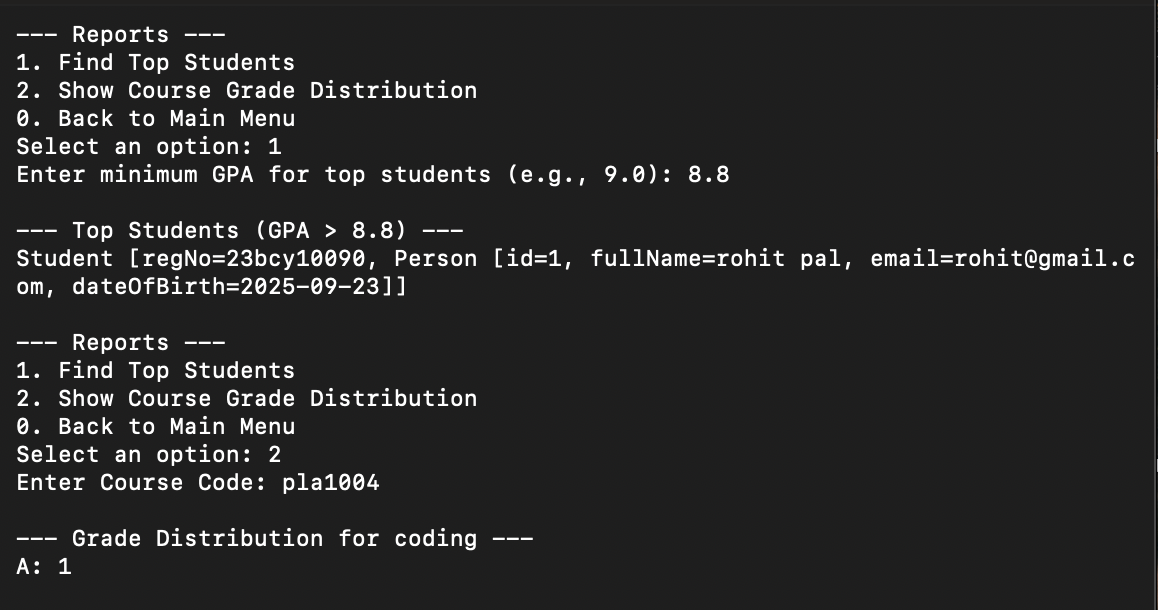 --- Reports ---
1. Find Top Students
2. Show Course Grade Distribution
0. Back to Main Menu
Select an option: 1
Enter minimum GPA for top students (e.g., 9.0): 8.8
--- Top Students (GPA > 8.8) ---
Student [regNo=23bcy10090, Person [id=1, fullName=rohit pal, email=rohit@gmail.c
om, dateOfBirth=2025-09-23]]
--- Reports ---
1. Find Top Students
2. Show Course Grade Distribution
0. Back to Main Menu
Select an option: 2
Enter Course Code: pla1004
--- Grade Distribution for coding ---
A: 1